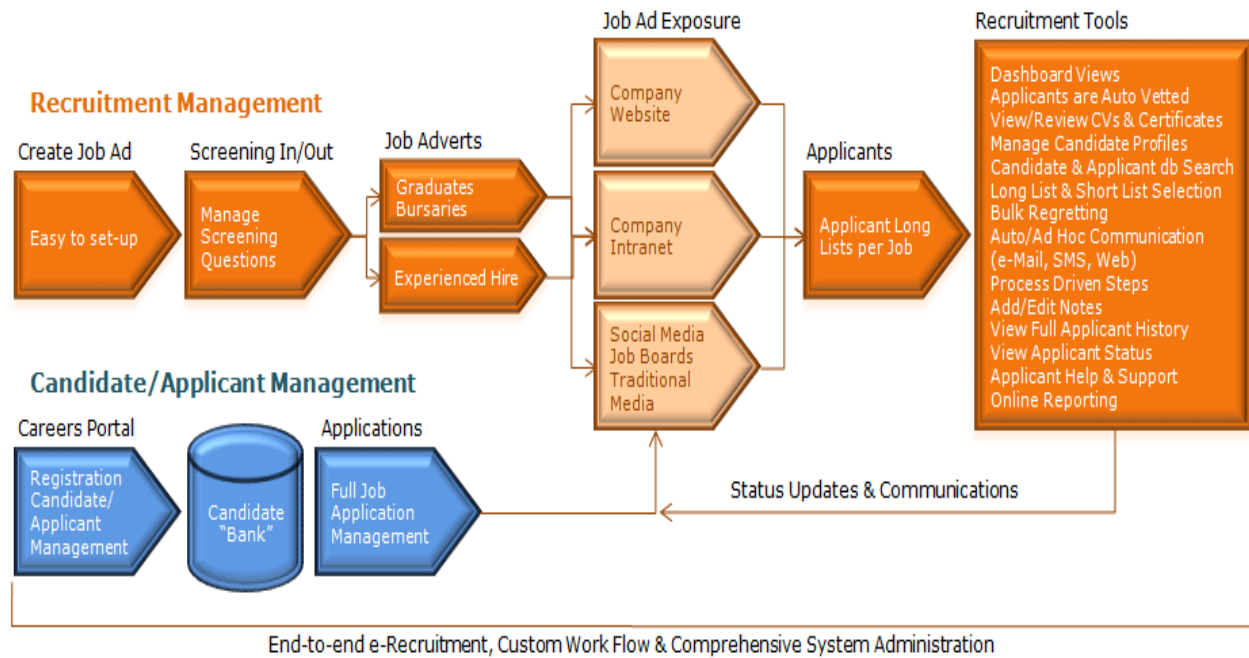 Job Ad Exposure
Recruitment Tools
Recruitment Management
Create Job Ad
Easy to set-up
Screening In/Out
Manage
Screening
Questions
Job Adverts
Graduates
Bursaries
Experienced Hire
Company
Website
Company
Intranet
Social Media
Job Boards
Traditional
Media
Applicants
Applicant Long
Lists per Job
Dashboard Views
Applicants are Auto Vetted
View/Review CVs & Certificates
Manage Candidate Profiles
Candidate & Applicant db Search
Long List & Short List Selection
Bulk Regretting
Auto/Ad Hoc Communication
(e-Mail, SMS, Web)
Process Driven Steps
Add/Edit Notes
View Full Applicant History
View Applicant Status
Applicant Help & Support
Online Reporting
Candidate/Applicant Management
Careers Portal
Registration
Candidate/
Applicant
Management
Candidate
"Bank"
Applications
Full Job
Application
Management
Status Updates & Communications
End-to-end e-Recruitment, Custom Work Flow & Comprehensive System Administration